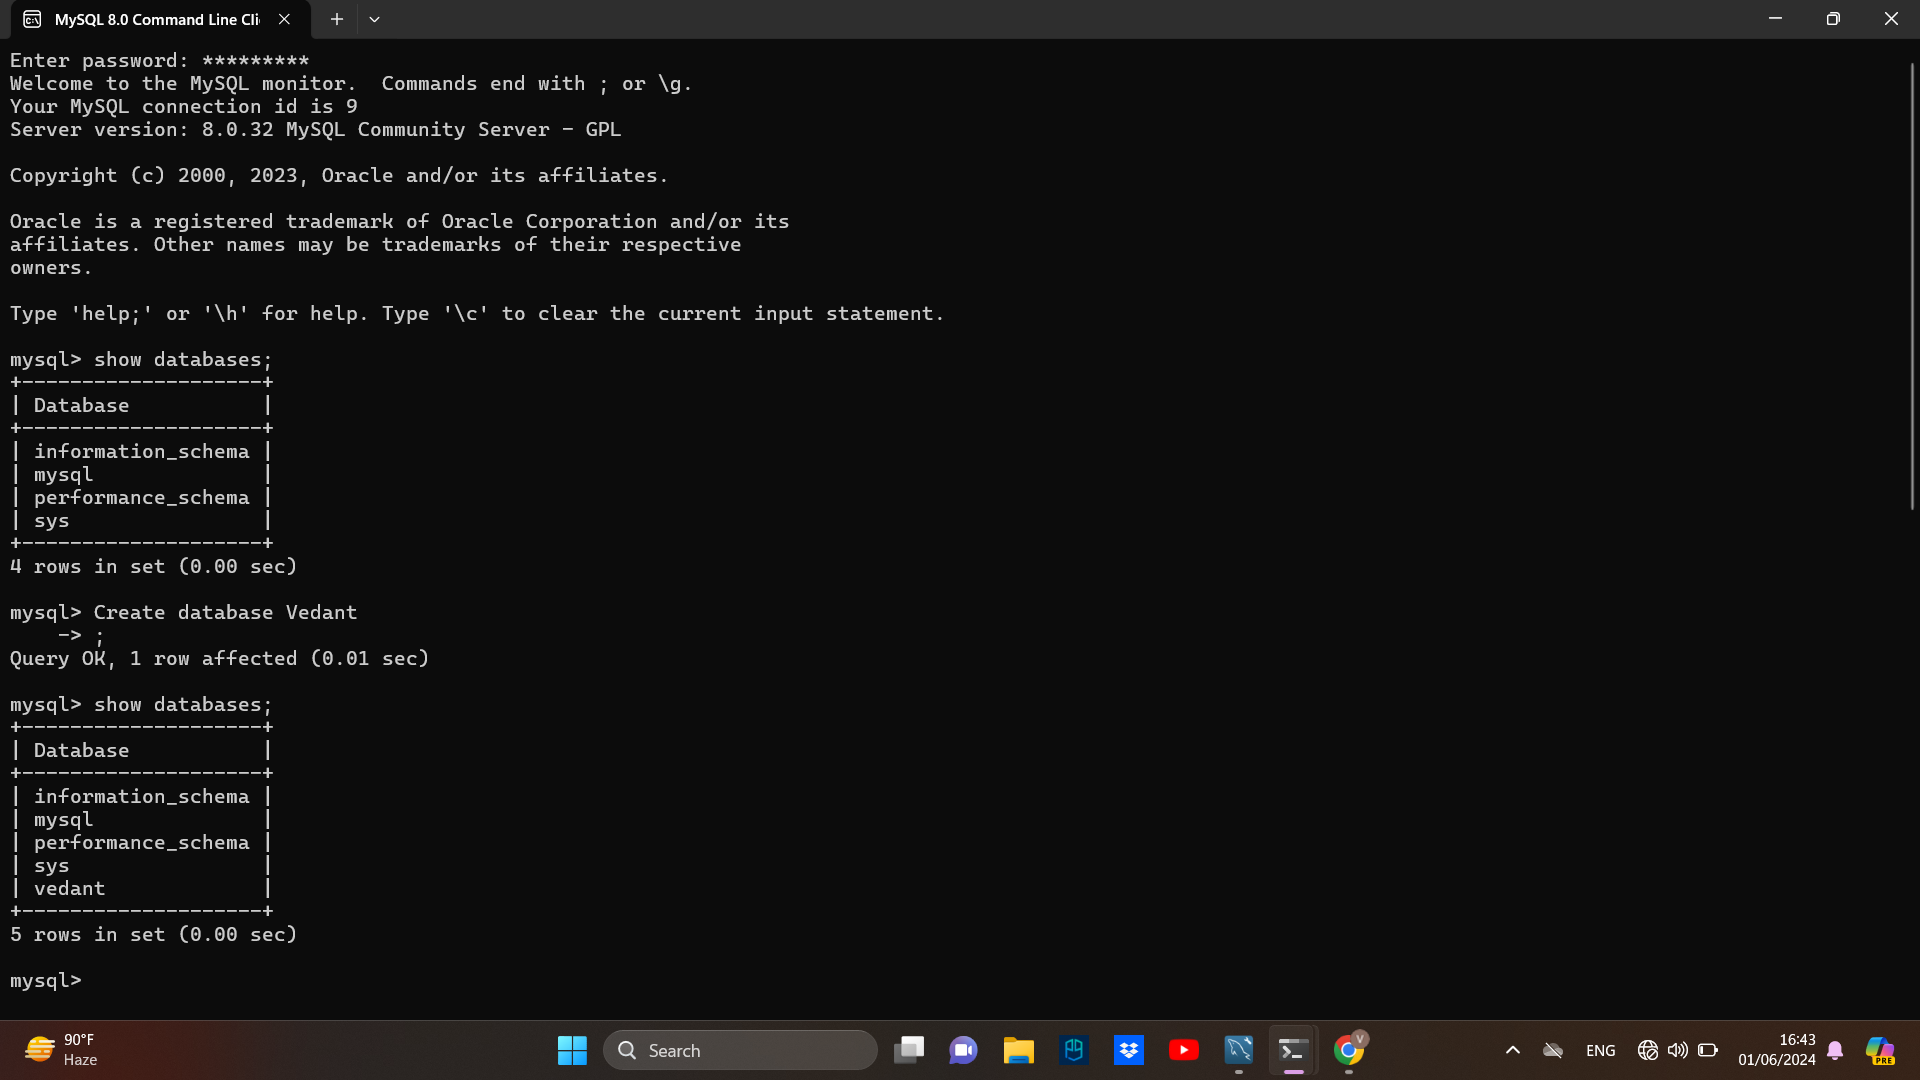 MySQL 8.0 Command Line Cli
Enter password: *********
Welcome to the MySQL monitor.  Commands end with ; or \g.
Your MySQL connection id is 9
Server version: 8.0.32 MySQL Community Server - GPL
Copyright (c) 2000, 2023, Oracle and/or its affiliates.
Oracle is a registered trademark of Oracle Corporation and/or its
affiliates. Other names may be trademarks of their respective
owners.
Type 'help;' or '\h' for help. Type '\c' to clear the current input statement.
mysql> show databases;
+--------------------+
| Database           |
+--------------------+
| information_schema |
| mysql              |
| performance_schema |
| sys                |
+--------------------+
4 rows in set (0.00 sec)
mysql> Create database Vedant
    -> ;
Query OK, 1 row affected (0.01 sec)
mysql> show databases;
+--------------------+
| Database           |
+--------------------+
| information_schema |
| mysql              |
| performance_schema |
| sys                |
| vedant             |
+--------------------+
5 rows in set (0.00 sec)
mysql>
90°F
Haze
Search
V
ENG
16:43
01/06/2024
PRE